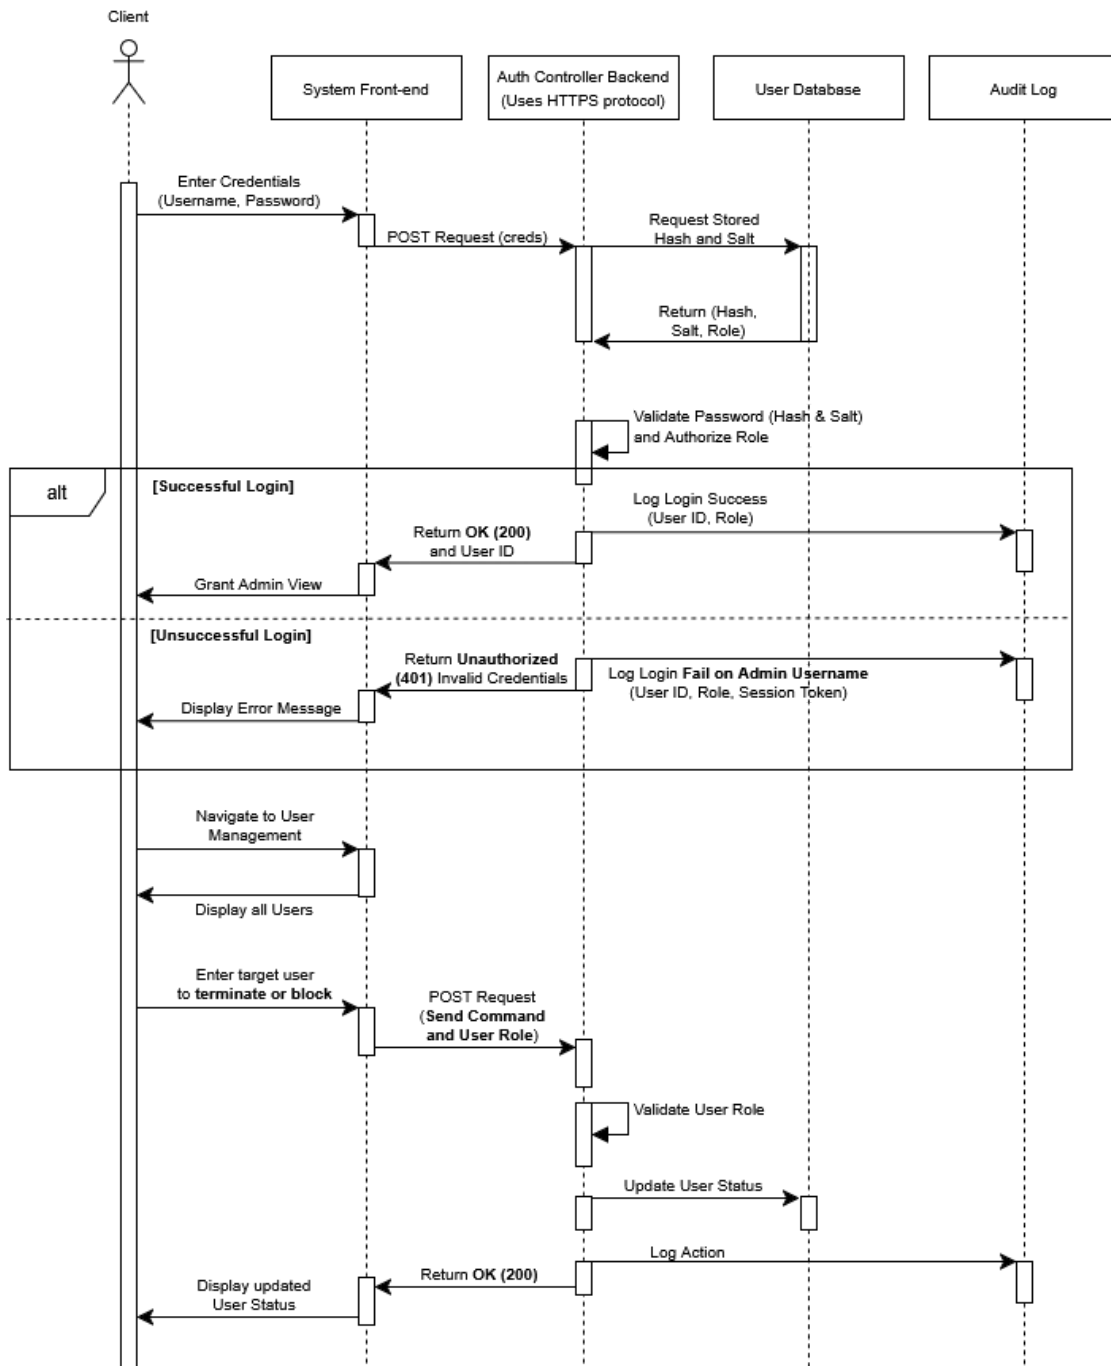 Client
System Front-end
Auth Controller Backend
(Uses HTTPS protocol)
User Database
Audit Log
Enter Credentials
(Username, Password)
POST Request (creds)
Request Stored
Hash and Salt
Return (Hash,
Salt, Role)
Validate Password (Hash & Salt)
and Authorize Role
alt
[Successful Login]
Log Login Success
(User ID, Role)
Return OK (200)
and User ID
Grant Admin View
[Unsuccessful Login]
Return Unauthorized
(401) Invalid Credentials
Log Login Fail on Admin Username
(User ID, Role, Session Token)
Display Error Message
Navigate to User
Management
Display all Users
Enter target user
to terminate or block
POST Request
(Send Command
and User Role)
Validate User Role
Update User Status
Log Action
Return OK (200)
Display updated
User Status